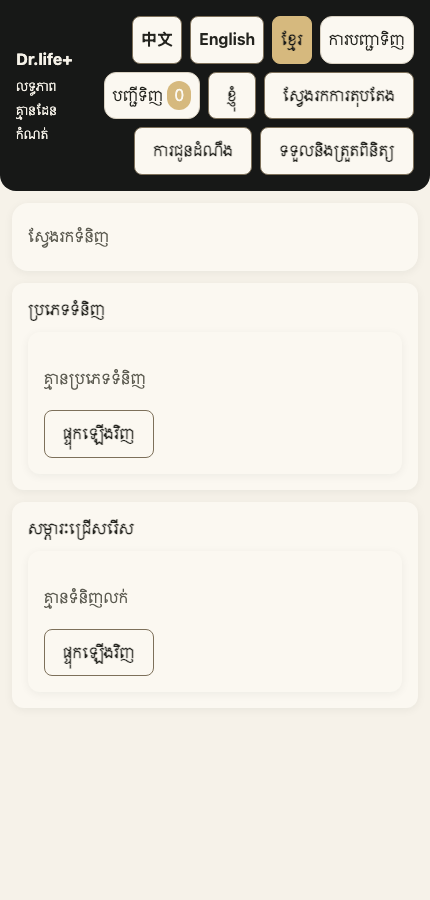 Dr.life+
លទ្ធភាព
គ្មានដែន
កំណត់
中文
English
ខ្មែរ
ការបញ្ជាទិញ
បញ្ជីទិញ 0
ខ្ញុំ
ស្វែងរកការតុបតែង
ការជូនដំណឹង
ទទួលនិងត្រួតពិនិត្យ
ស្វែងរកទំនិញ
ប្រភេទទំនិញ
គ្មានប្រភេទទំនិញ
ផ្ទុកឡើងវិញ
សម្ភារៈជ្រើសរើស
គ្មានទំនិញលក់
ផ្ទុកឡើងវិញ